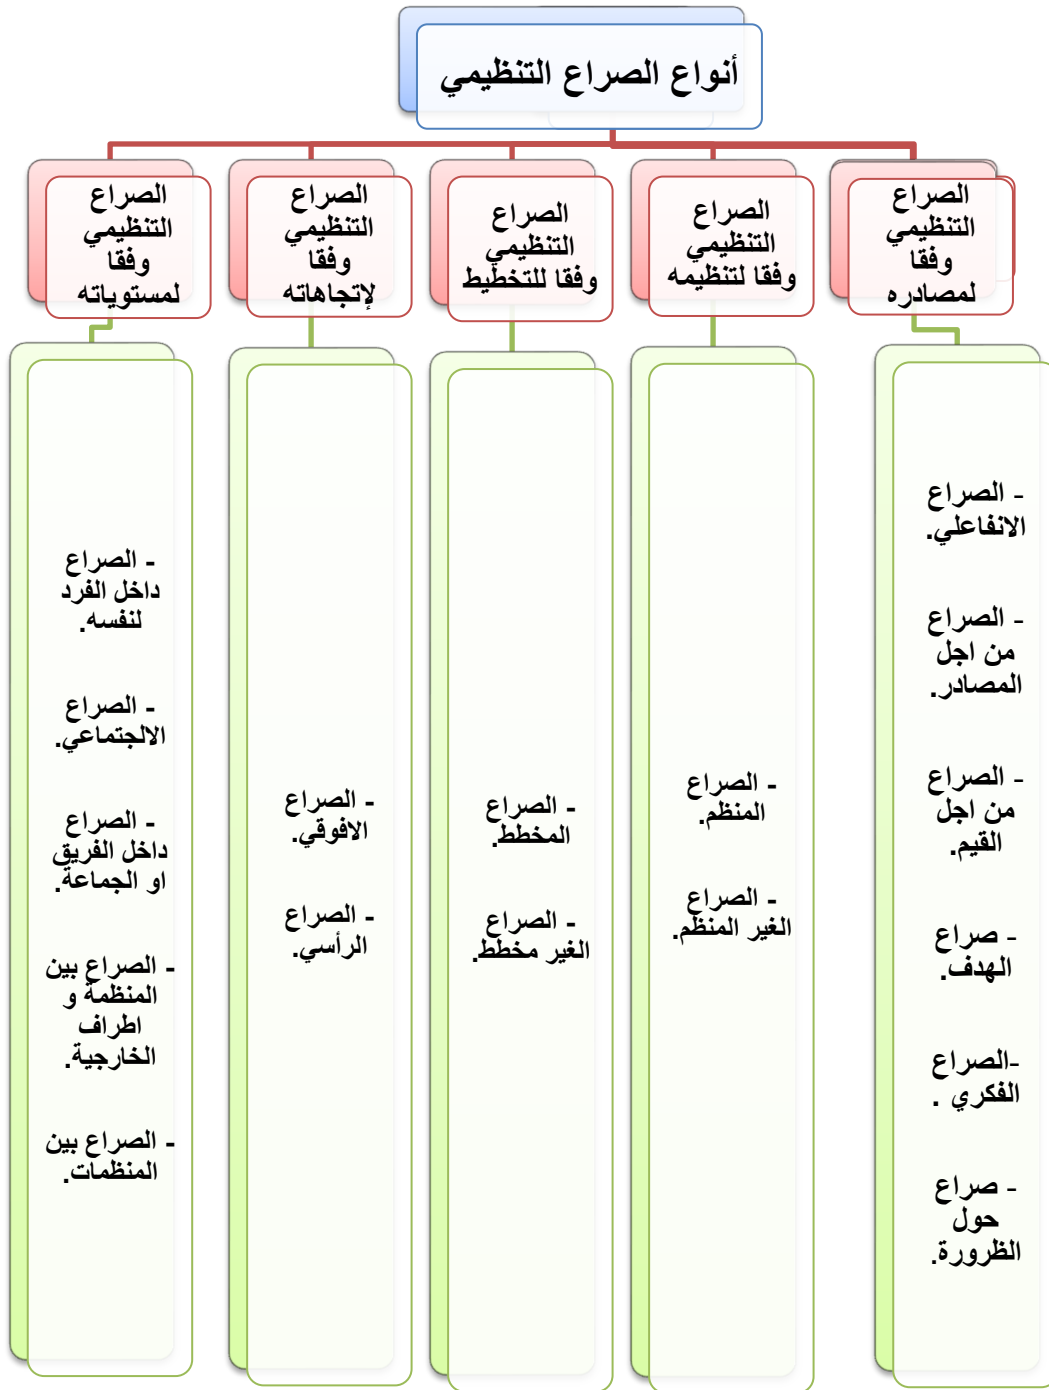 أنواع الصراع التنظيمي
الصراع
التنظيمي
وفقا
لمصادره
الصراع
التنظيمي
وفقا لتنظيمه
الصراع
التنظيمي
وفقا للتخطيط
الصراع
التنظيمي
وفقا
لإتجاهاته
الصراع
التنظيمي
وفقا
لمستوياته
- الصراع
الانفاعلي.
- الصراع
من اجل
المصادر.
- الصراع
من اجل
القيم.
- صراع
الهدف.
-الصراع
الفكري .
- صراع
حول
الظرورة.
- الصراع
المنظم.
- الصراع
الغير المنظم.
- الصراع
المخطط.
- الصراع
الغير مخطط.
- الصراع
الافوقي.
- الصراع
الرأسي.
- الصراع
داخل الفرد
لنفسه.
- الصراع
الالجتماعي.
- الصراع
داخل الفريق
او الجماعة.
- الصراع بين
المنظمة و
اطراف
الخارجية.
- الصراع بين
المنظمات.